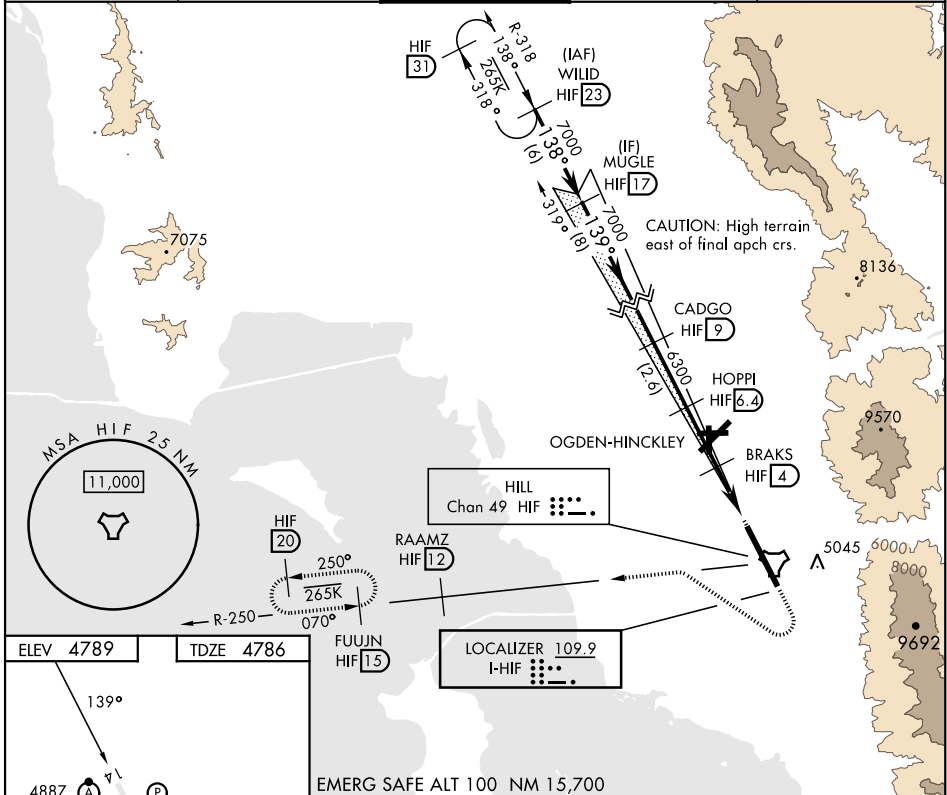 R-318
138°
265K
318°
HIF
31
(IAF)
WILID
HIF 23
7000
138°
(6)
(IF)
MUGLE
HIF 17
319°
(8)
7000
139°
CAUTION: High terrain
east of final apch crs.
7075
8136
CADGO
HIF 9
6300
(2.6)
HOPPI
HIF 6.4
9570
OGDEN-HINCKLEY
BRAKS
HIF 4
MSA HIF 25 NM
11,000
HILL
Chan 49 HIF
5045
6000
8000
9692
HIF
20
RAAMZ
HIF 12
250°
265K
070°
R-250
FUUJN
HIF 15
LOCALIZER 109.9
I-HIF
ELEV 4789
TDZE 4786
139°
14
4887
A
P
EMERG SAFE ALT 100 NM 15,700